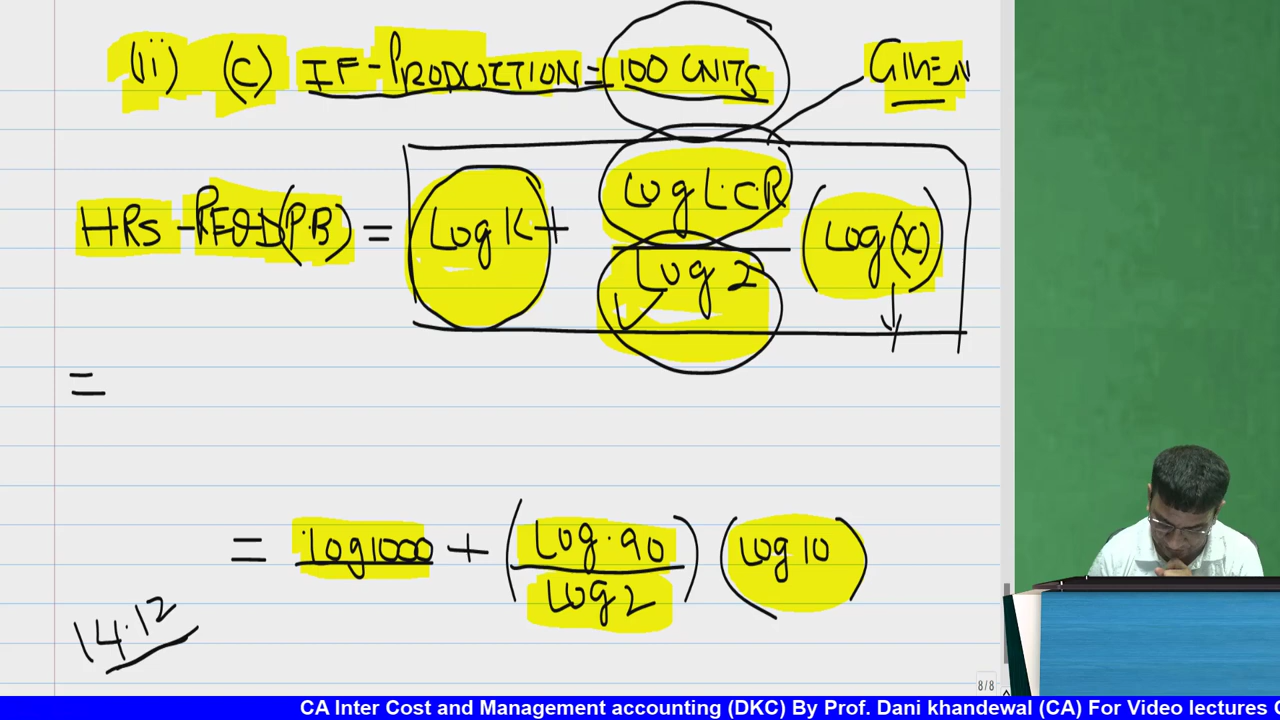 (ii) (C) IF - PRODUCTION = 100 UNITS GIVEN
HRS - REQD (P.B) = Log K + Log L.C.R / Log 2 (Log (x))
=
= Log 1000 + (Log .90 / Log 2) (Log 10)
14.12
8/8
CA Inter Cost and Management accounting (DKC) By Prof. Dani khandewal (CA) For Video lectures